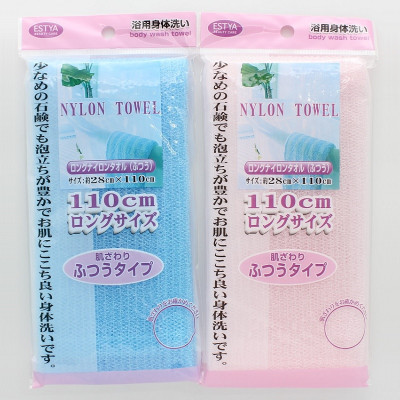 ESTYA
BEAUTY CARE
浴用身体洗い
body wash towel
NYLON TOWEL
ロングナイロンタオル(ふつう)
サイズ:約28cm×110cm
110cm
ロングサイズ
肌ざわり
ふつうタイプ
少なめの石鹸でも泡立ちが豊かでお肌にここち良い身体洗いです。
ESTYA
BEAUTY CARE
浴用身体洗い
body wash towel
NYLON TOWEL
ロングナイロンタオル(ふつう)
サイズ:約28cm×110cm
110cm
ロングサイズ
肌ざわり
ふつうタイプ
少なめの石鹸でも泡立ちが豊かでお肌にここち良い身体洗いです。